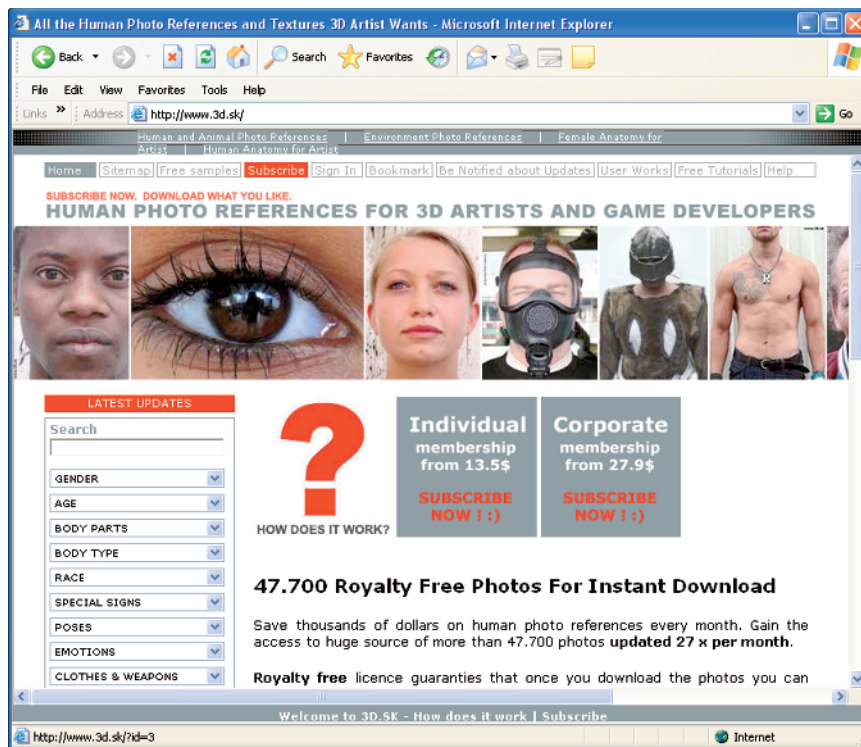 All the Human Photo References and Textures 3D Artist Wants - Microsoft Internet Explorer
Back Search Favorites
File Edit View Favorites Tools Help
Links » Address http://www.3d.sk/ Go
Human and Animal Photo References | Environment Photo References | Female Anatomy for
Artist | Human Anatomy for Artist
Home Sitemap Free samples Subscribe Sign In Bookmark Be Notified about Updates User Works Free Tutorials Help
SUBSCRIBE NOW. DOWNLOAD WHAT YOU LIKE.
HUMAN PHOTO REFERENCES FOR 3D ARTISTS AND GAME DEVELOPERS
www.3d.sk
R
LATEST UPDATES
Search
GENDER
AGE
BODY PARTS
BODY TYPE
RACE
SPECIAL SIGNS
POSES
EMOTIONS
CLOTHES & WEAPONS
?
HOW DOES IT WORK?
Individual
membership
from 13.5$
SUBSCRIBE
NOW ! :)
Corporate
membership
from 27.9$
SUBSCRIBE
NOW ! :)
47.700 Royalty Free Photos For Instant Download
Save thousands of dollars on human photo references every month. Gain the
access to huge source of more than 47.700 photos updated 27 x per month.
Royalty free licence guaranties that once you download the photos you can
Welcome to 3D.SK - How does it work | Subscribe
http://www.3d.sk/?id=3 Internet